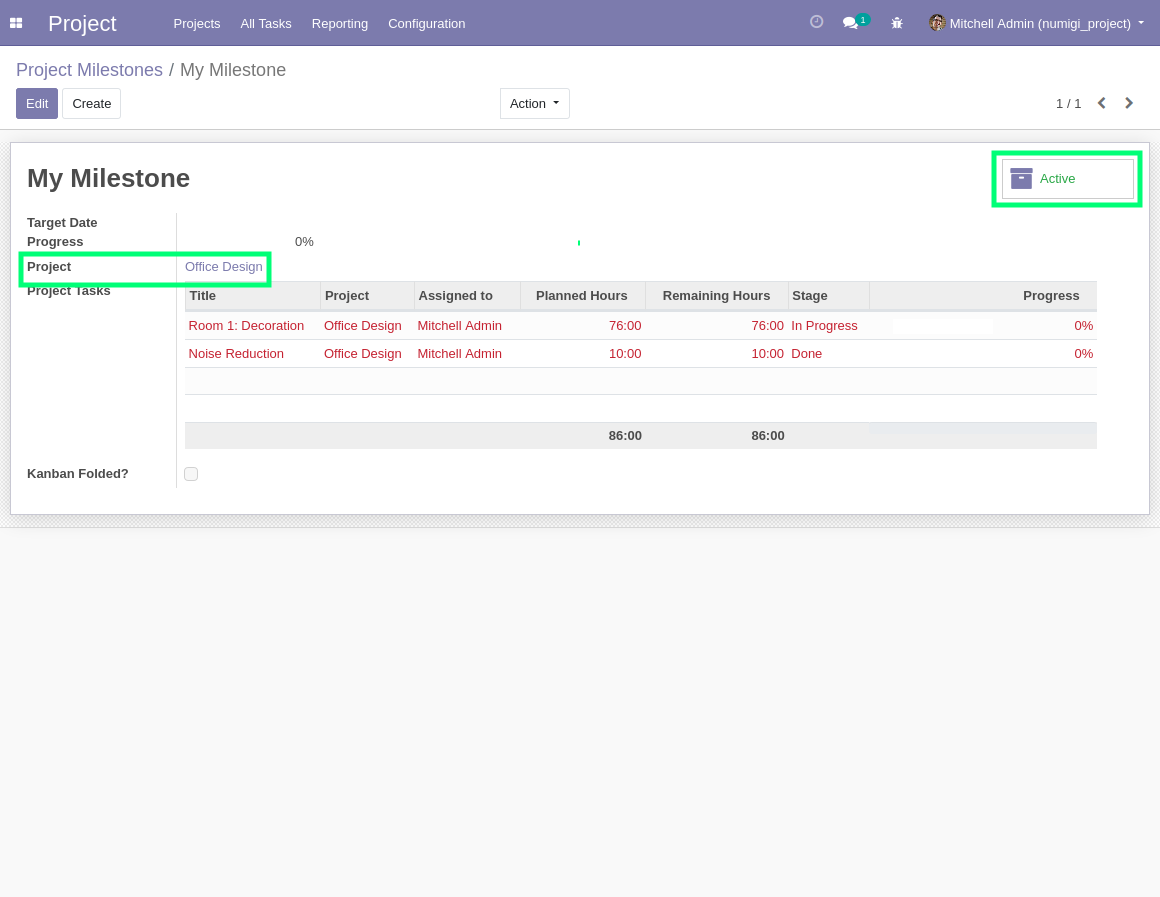 Project Projects All Tasks Reporting Configuration 1 Mitchell Admin (numigi_project)
Project Milestones / My Milestone
Edit Create Action 1 / 1
My Milestone
Active
Target Date
Progress 0%
Project Office Design
Project Tasks
Title Project Assigned to Planned Hours Remaining Hours Stage Progress
Room 1: Decoration Office Design Mitchell Admin 76:00 76:00 In Progress 0%
Noise Reduction Office Design Mitchell Admin 10:00 10:00 Done 0%
86:00 86:00
Kanban Folded?